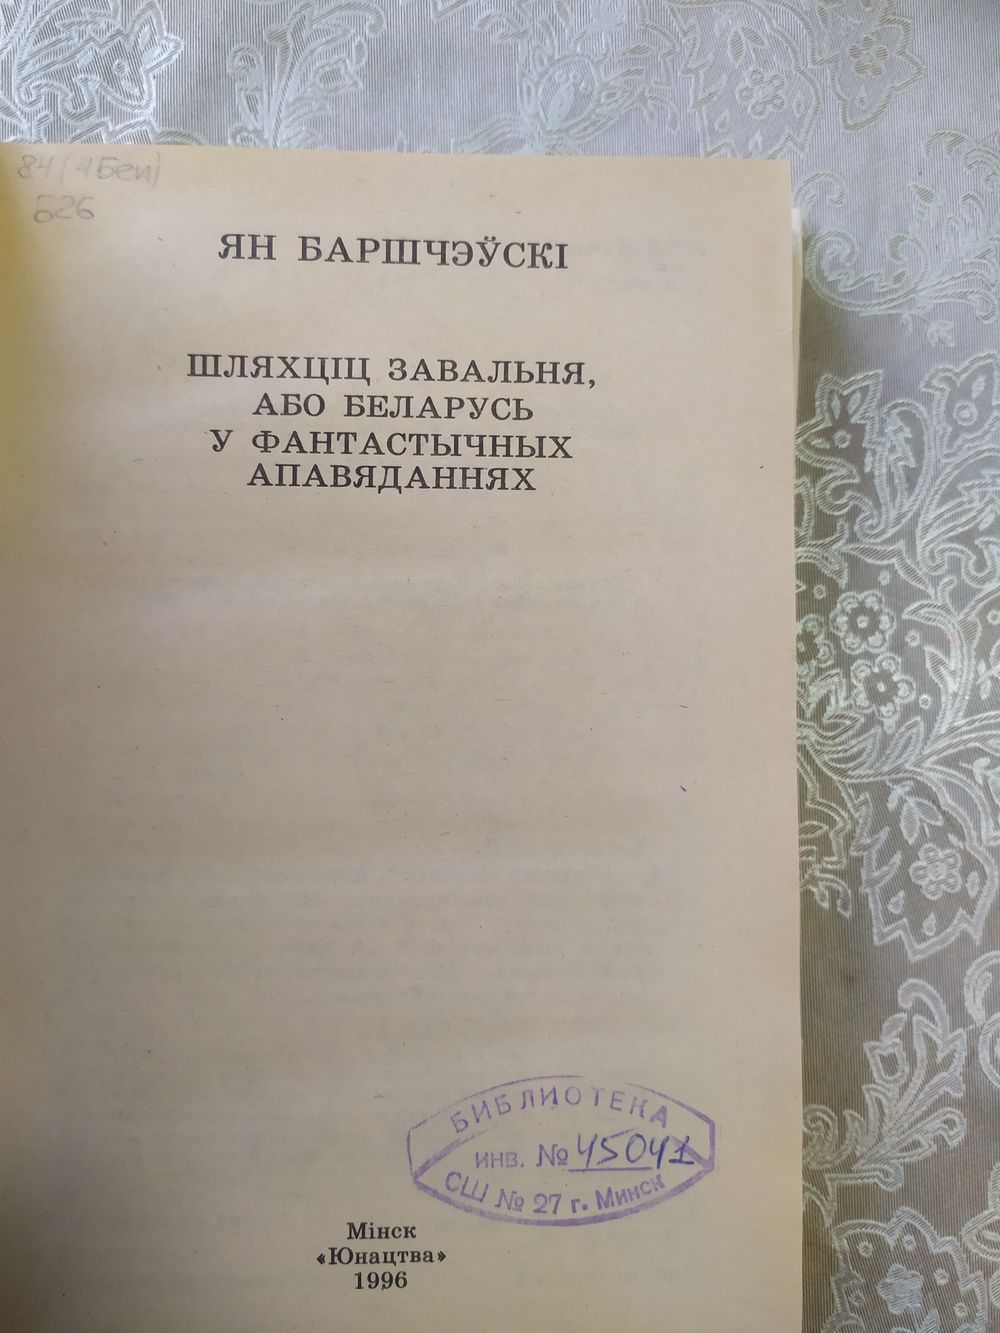 84(4Беи)
Б26
ЯН БАРШЧЭЎСКІ
ШЛЯХЦІЦ ЗАВАЛЬНЯ,
АБО БЕЛАРУСЬ
У ФАНТАСТЫЧНЫХ
АПАВЯДАННЯХ
БИБЛИОТЕКА
ИНВ. № 45041
СШ № 27 г. Минск
Мінск
«Юнацтва»
1996